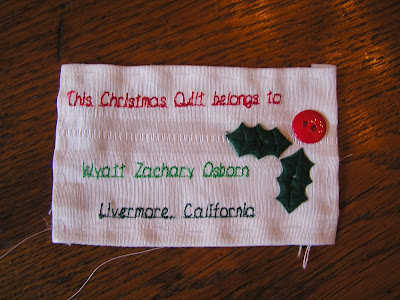 This Christmas Quilt belongs to
Wyatt Zachary Osborn
Livermore, California